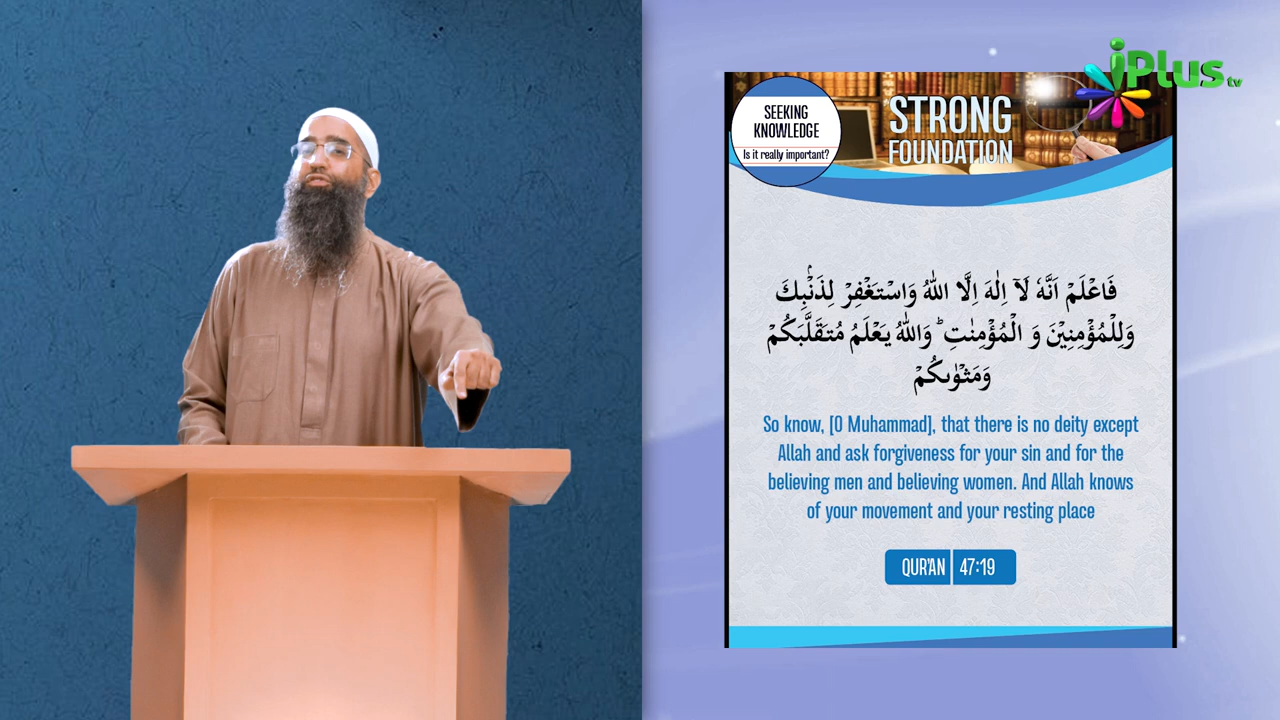 iPlus tv
SEEKING
KNOWLEDGE
Is it really important?
STRONG
FOUNDATION
فَاعْلَمْ اَنَّهٗ لَآ اِلٰهَ اِلَّا اللّٰهُ وَاسْتَغْفِرْ لِذَنْۢبِكَ
وَلِلْمُؤْمِنِيْنَ وَ الْمُؤْمِنٰتِ ؕ وَاللّٰهُ يَعْلَمُ مُتَقَلَّبَكُمْ
وَمَثْوٰىكُمْ
So know, [O Muhammad], that there is no deity except
Allah and ask forgiveness for your sin and for the
believing men and believing women. And Allah knows
of your movement and your resting place
QUR'AN 47:19